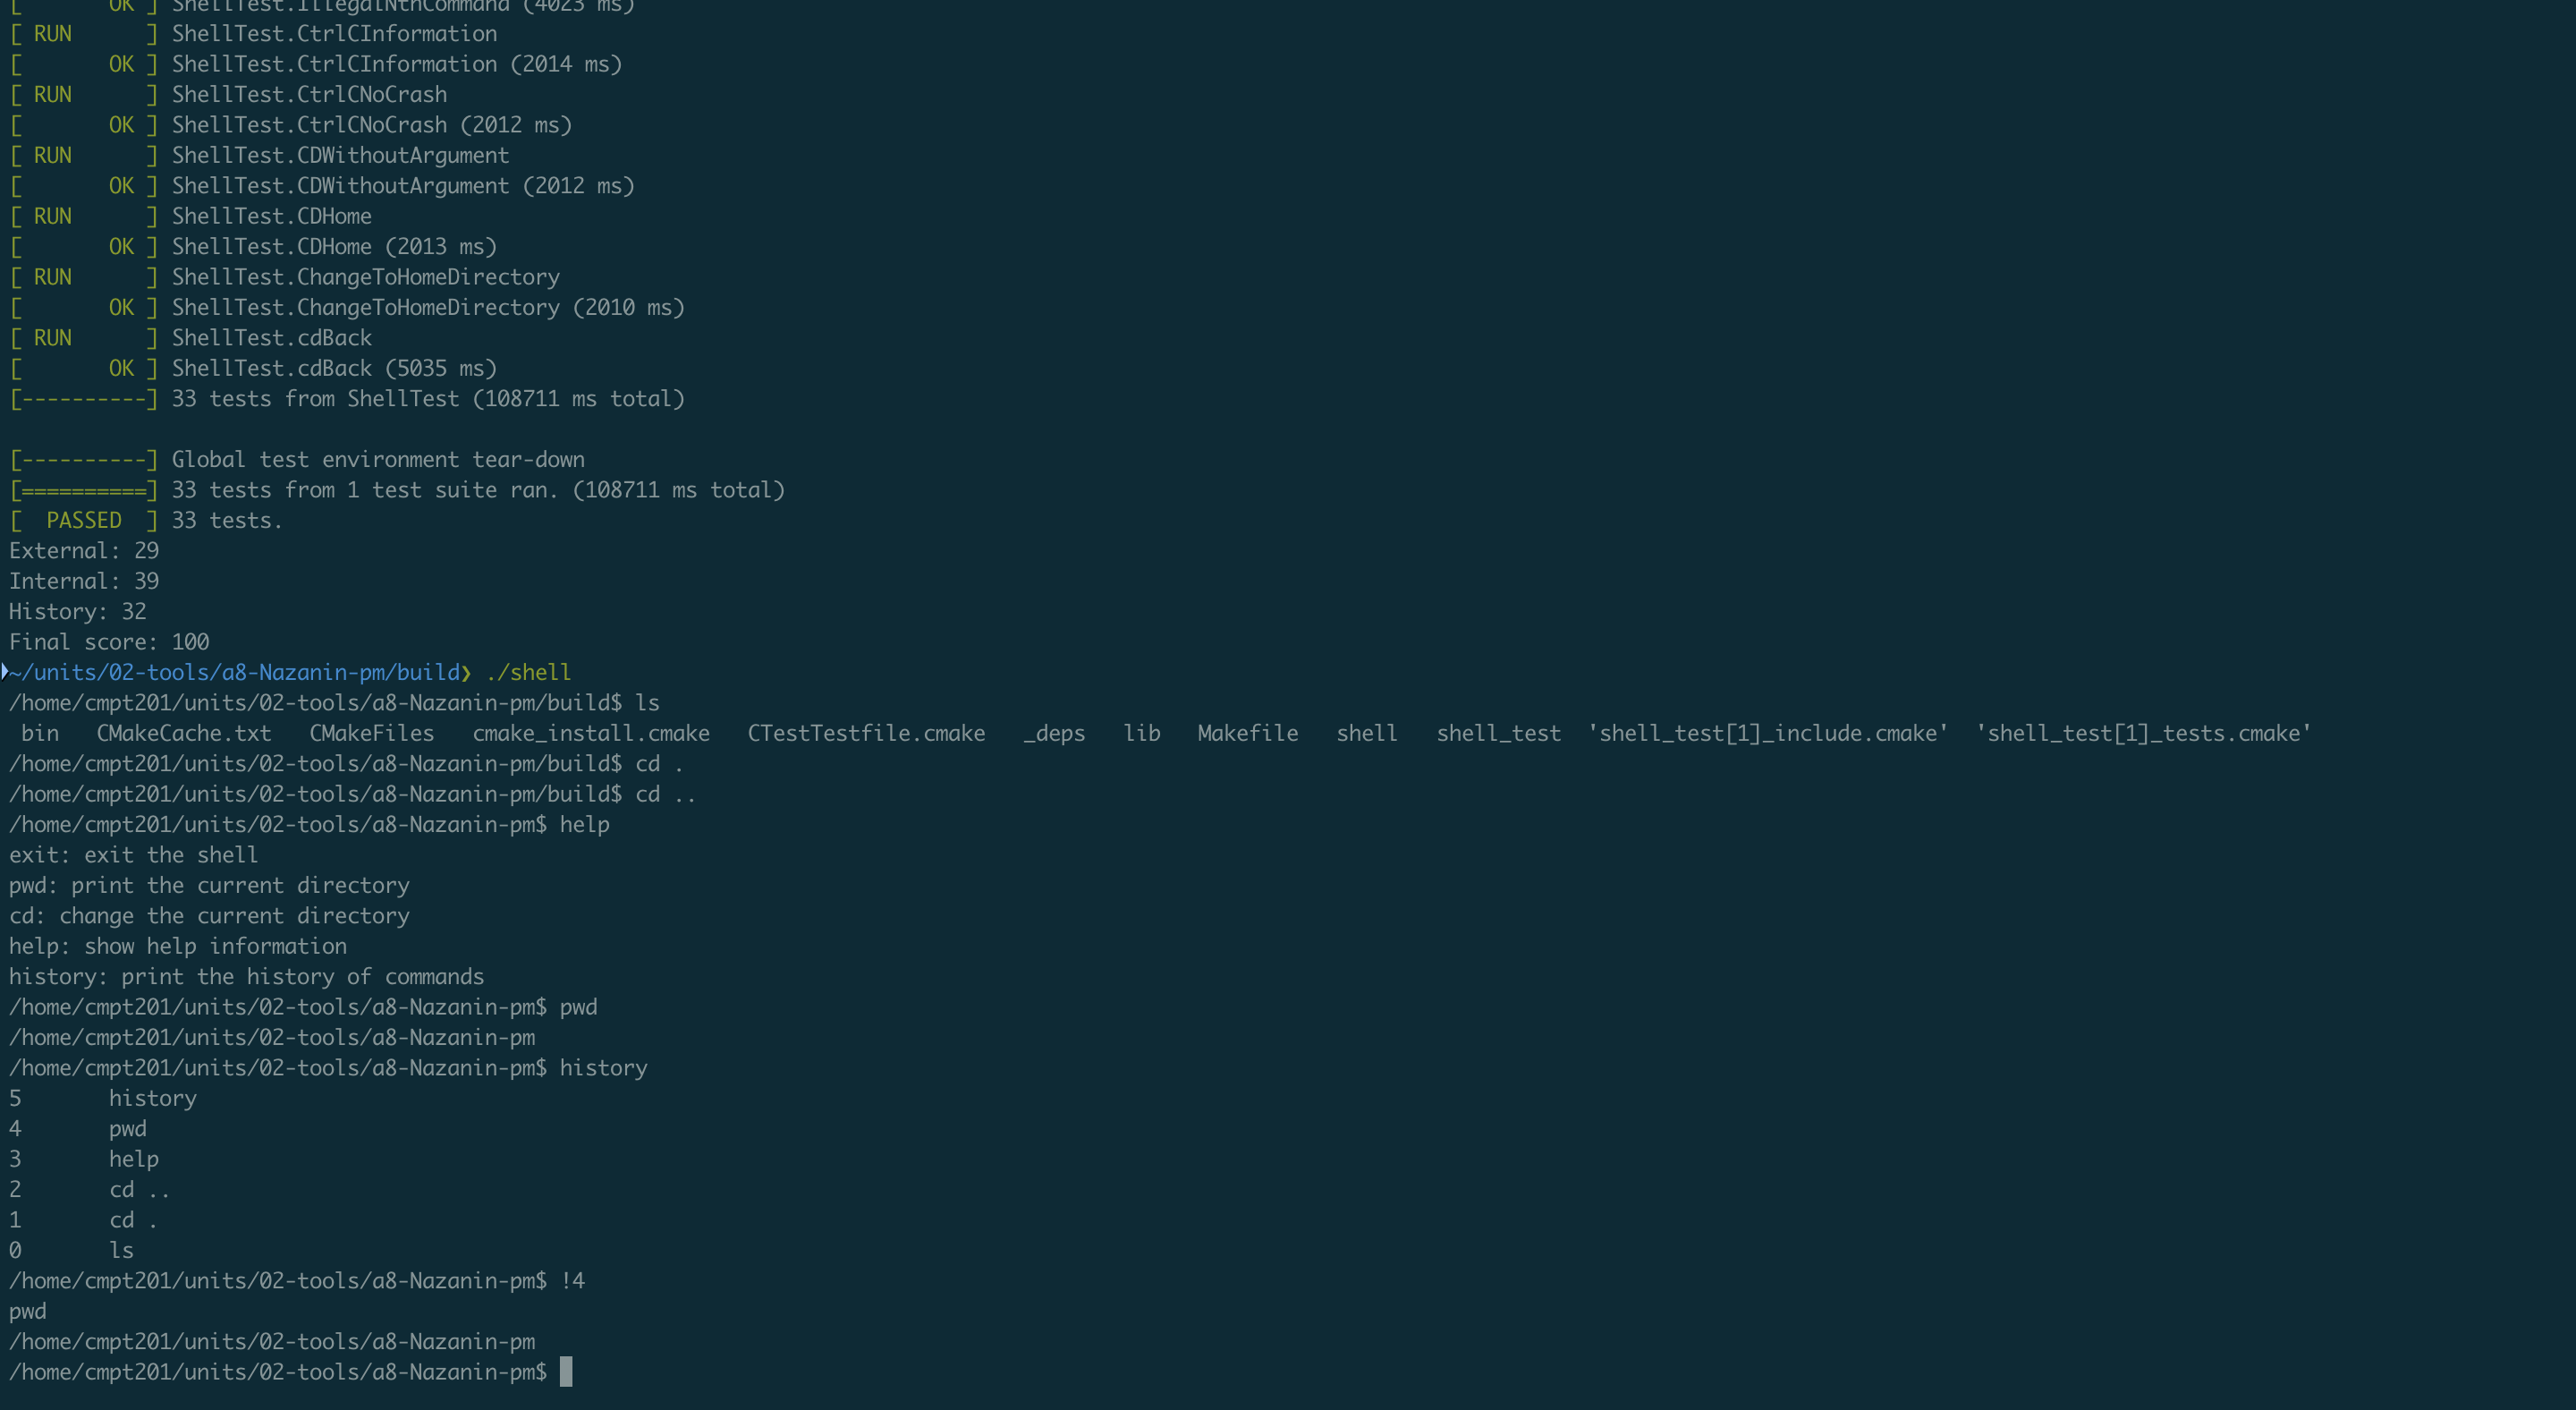 [       OK ] ShellTest.IllegalNthCommand (4023 ms)
[ RUN      ] ShellTest.CtrlCInformation
[       OK ] ShellTest.CtrlCInformation (2014 ms)
[ RUN      ] ShellTest.CtrlCNoCrash
[       OK ] ShellTest.CtrlCNoCrash (2012 ms)
[ RUN      ] ShellTest.CDWithoutArgument
[       OK ] ShellTest.CDWithoutArgument (2012 ms)
[ RUN      ] ShellTest.CDHome
[       OK ] ShellTest.CDHome (2013 ms)
[ RUN      ] ShellTest.ChangeToHomeDirectory
[       OK ] ShellTest.ChangeToHomeDirectory (2010 ms)
[ RUN      ] ShellTest.cdBack
[       OK ] ShellTest.cdBack (5035 ms)
[----------] 33 tests from ShellTest (108711 ms total)

[----------] Global test environment tear-down
[==========] 33 tests from 1 test suite ran. (108711 ms total)
[  PASSED  ] 33 tests.
External: 29
Internal: 39
History: 32
Final score: 100
~/units/02-tools/a8-Nazanin-pm/build❯ ./shell
/home/cmpt201/units/02-tools/a8-Nazanin-pm/build$ ls
 bin   CMakeCache.txt   CMakeFiles   cmake_install.cmake   CTestTestfile.cmake   _deps   lib   Makefile   shell   shell_test  'shell_test[1]_include.cmake'  'shell_test[1]_tests.cmake'
/home/cmpt201/units/02-tools/a8-Nazanin-pm/build$ cd .
/home/cmpt201/units/02-tools/a8-Nazanin-pm/build$ cd ..
/home/cmpt201/units/02-tools/a8-Nazanin-pm$ help
exit: exit the shell
pwd: print the current directory
cd: change the current directory
help: show help information
history: print the history of commands
/home/cmpt201/units/02-tools/a8-Nazanin-pm$ pwd
/home/cmpt201/units/02-tools/a8-Nazanin-pm
/home/cmpt201/units/02-tools/a8-Nazanin-pm$ history
5       history
4       pwd
3       help
2       cd ..
1       cd .
0       ls
/home/cmpt201/units/02-tools/a8-Nazanin-pm$ !4
pwd
/home/cmpt201/units/02-tools/a8-Nazanin-pm
/home/cmpt201/units/02-tools/a8-Nazanin-pm$